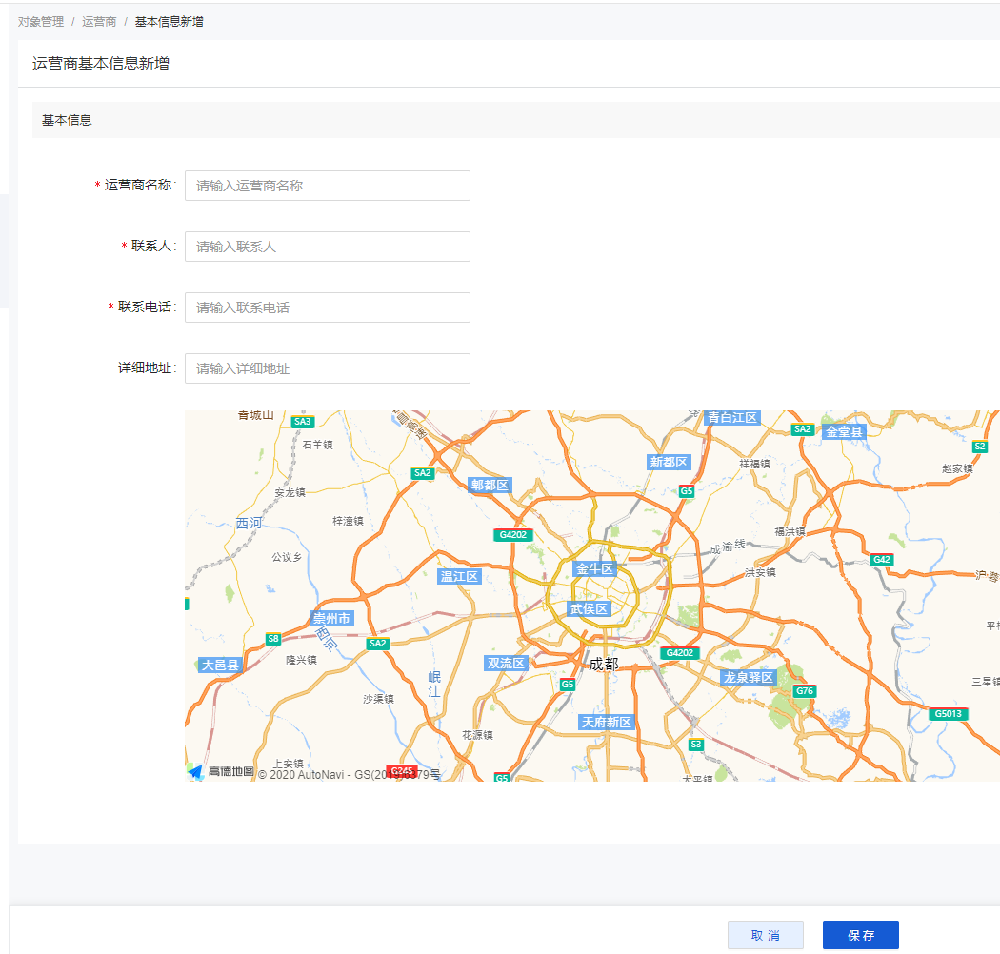 对象管理 / 运营商 / 基本信息新增
运营商基本信息新增
基本信息
* 运营商名称: 请输入运营商名称
* 联系人: 请输入联系人
* 联系电话: 请输入联系电话
详细地址: 请输入详细地址
青城山
SA3
青白江区
SA2
金堂县
石羊镇
S2
新都区
祥福镇
赵家镇
SA2
郫都区
G5
安龙镇
西河
梓潼镇
G4202
福洪镇
成渝线
公议乡
金牛区
G42
洪安镇
沪蓉
温江区
武侯区
崇州市
西河
S8
SA2
大邑县
隆兴镇
双流区
成都
G4202
岷江
G5
龙泉驿区
三星镇
G76
沙渠镇
G5013
天府新区
花源镇
S3
上安镇
G245
G5
太平镇
高德地图
© 2020 AutoNavi - GS(2019)6379号
取 消
保 存